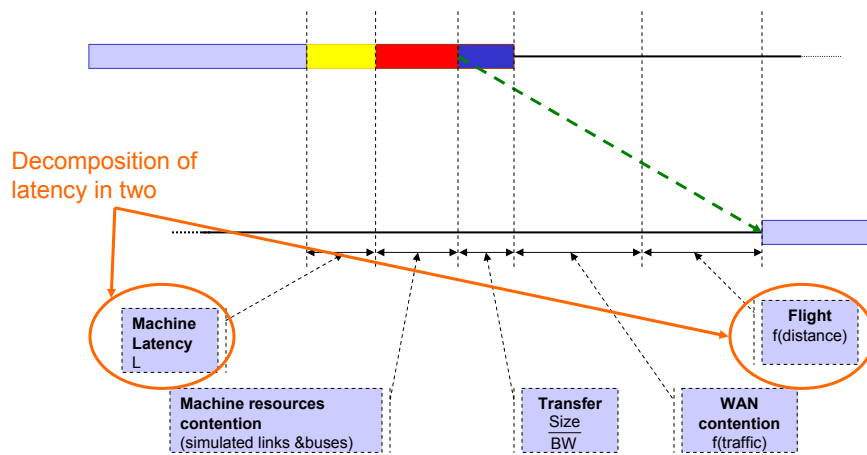 Decomposition of
latency in two
Machine
Latency
L
Flight
f(distance)
Machine resources
contention
(simulated links &buses)
Transfer
Size
BW
WAN
contention
f(traffic)